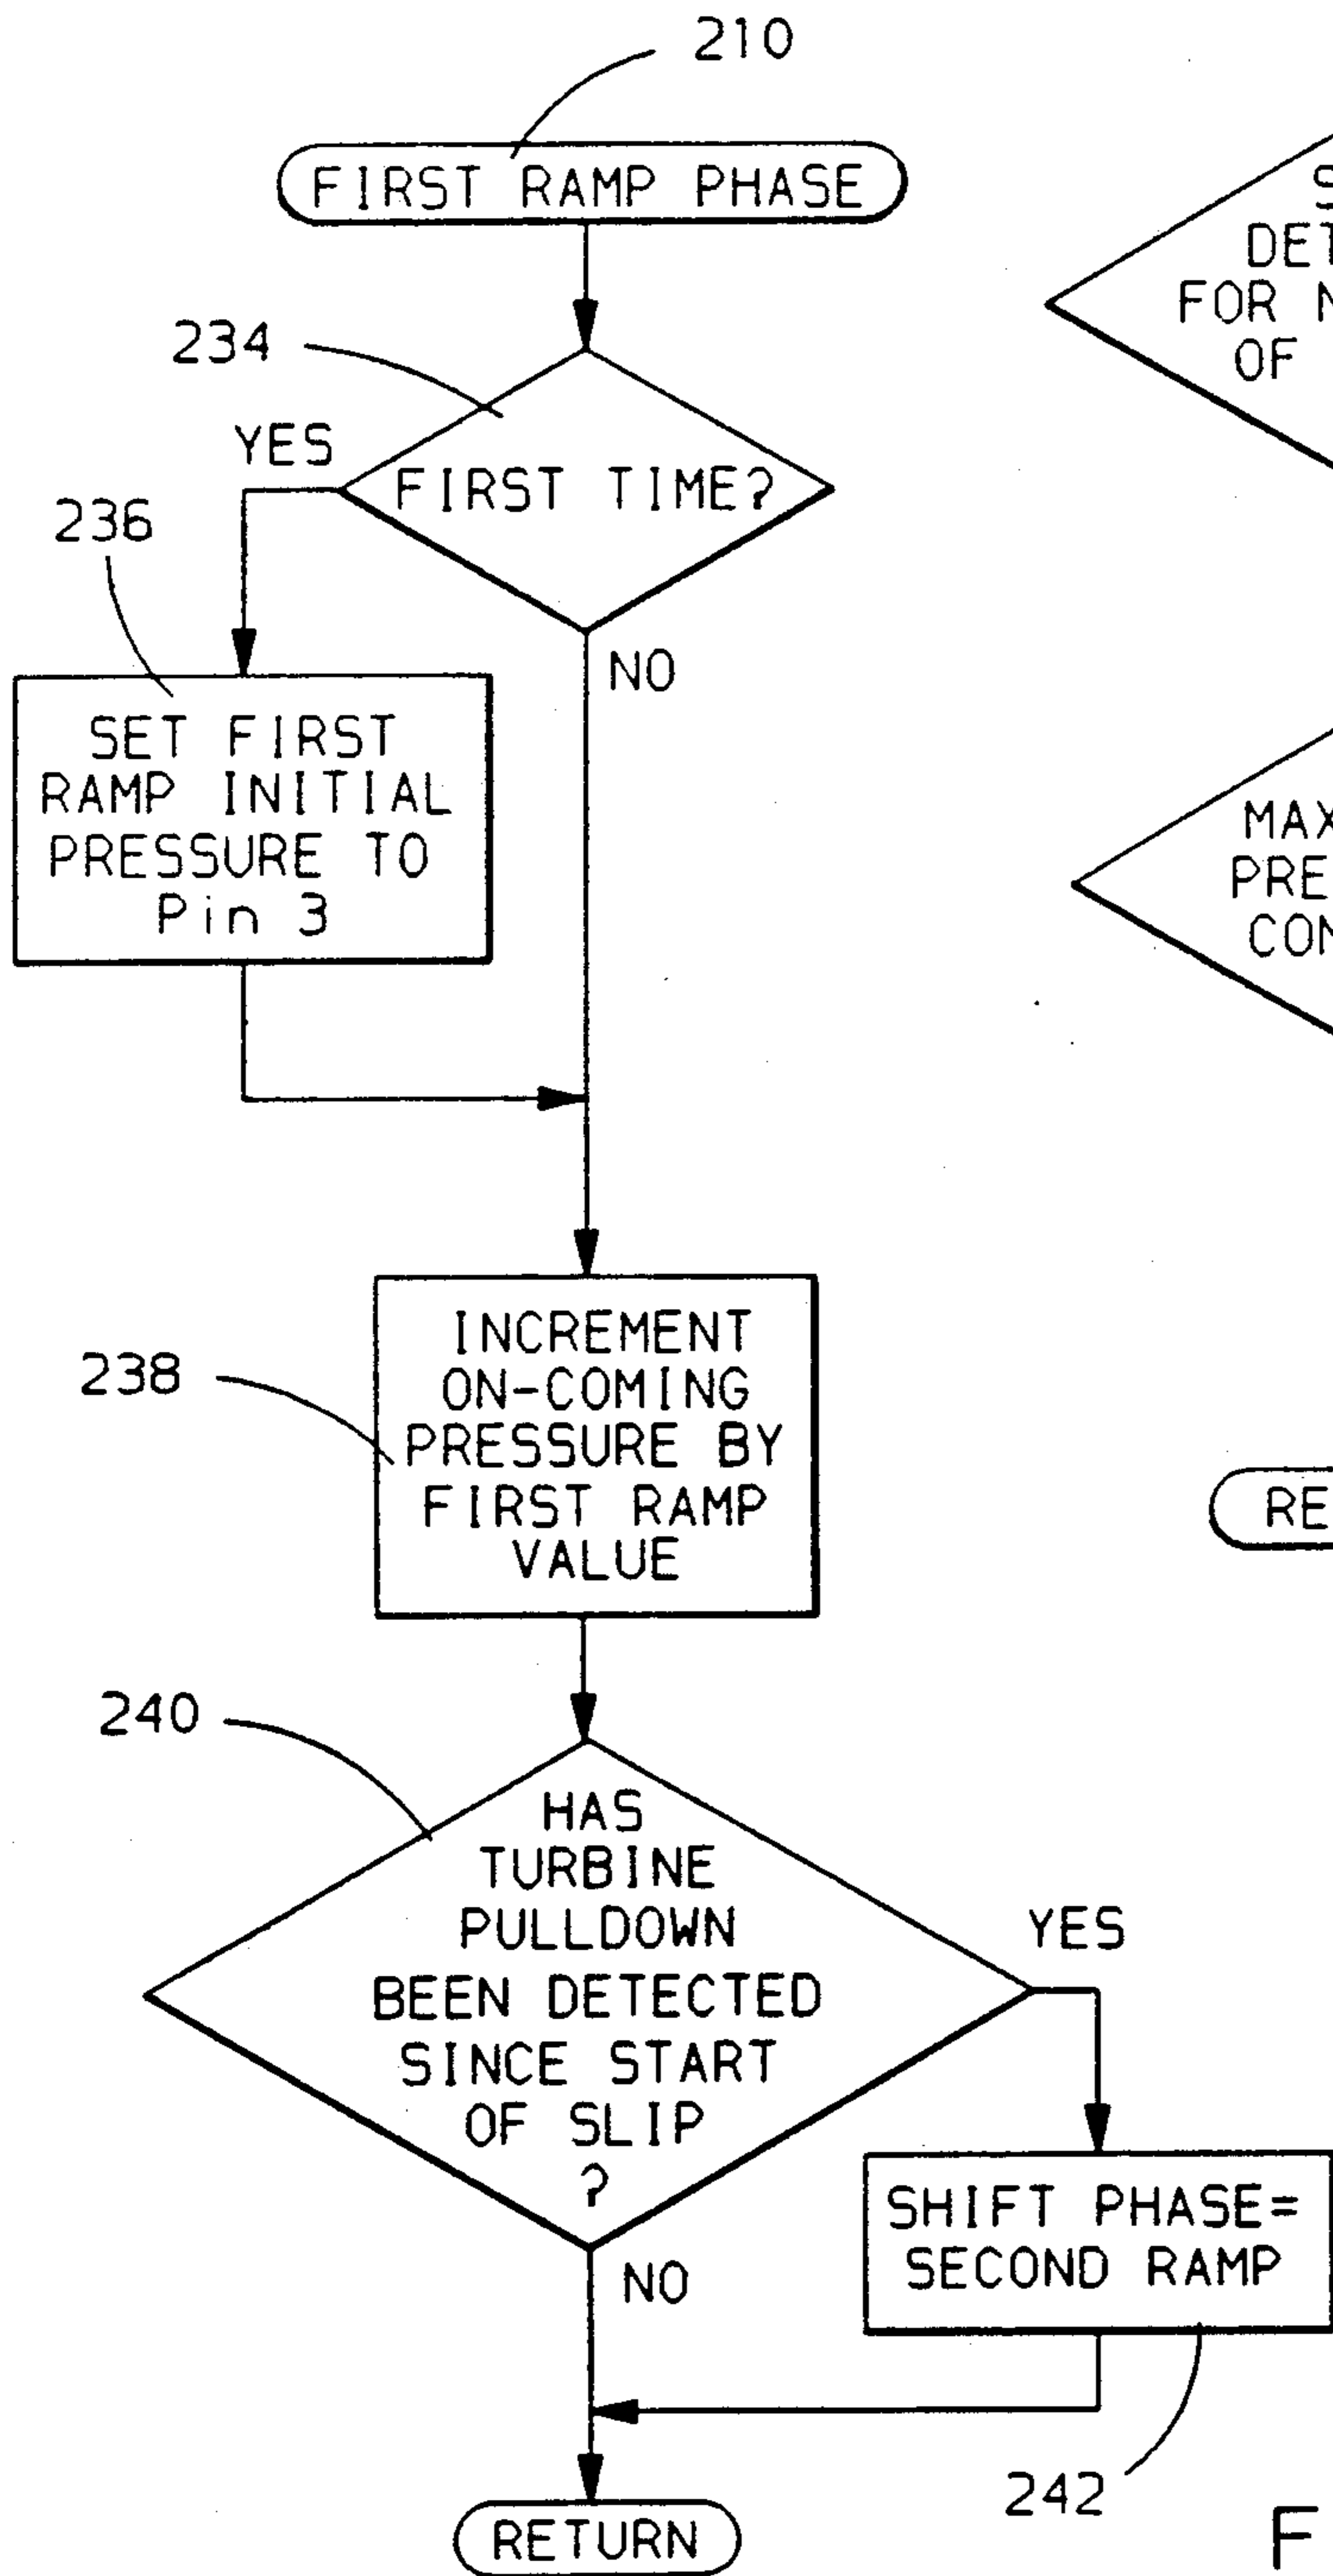 210
FIRST RAMP PHASE
234
YES
FIRST TIME?
236
NO
SET FIRST
RAMP INITIAL
PRESSURE TO
Pin 3
INCREMENT
ON-COMING
PRESSURE BY
FIRST RAMP
VALUE
238
240
HAS
TURBINE
PULLDOWN
BEEN DETECTED
SINCE START
OF SLIP
?
YES
NO
SHIFT PHASE=
SECOND RAMP
242
RETURN
FOR
OF